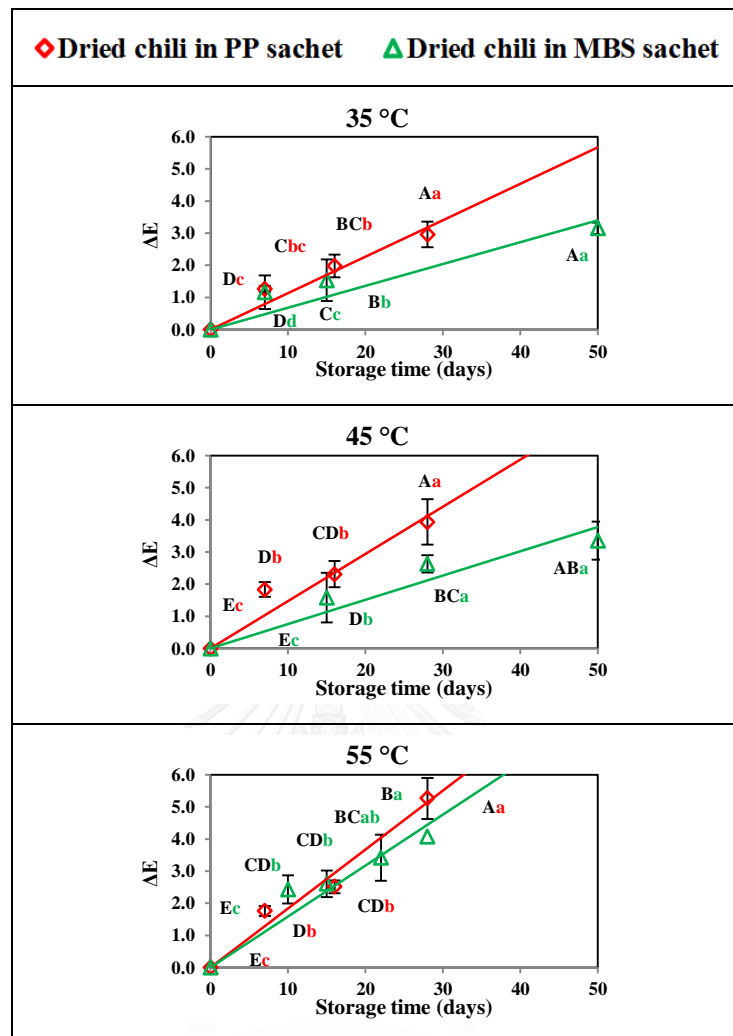 Dried chili in PP sachet Dried chili in MBS sachet
35 °C
6.0
5.0
4.0
3.0
2.0
1.0
0.0
ΔE
Aa
BCb
Cbc
Dc
Dd
Cc
Bb
Aa
0 10 20 30 40 50
Storage time (days)
45 °C
6.0
5.0
4.0
3.0
2.0
1.0
0.0
ΔE
Aa
CDb
Db
Ec
Ec
Db
BCa
ABa
0 10 20 30 40 50
Storage time (days)
55 °C
6.0
5.0
4.0
3.0
2.0
1.0
0.0
ΔE
Ba
Aa
BCab
CDb
CDb
Ec
CDb
Db
Ec
0 10 20 30 40 50
Storage time (days)